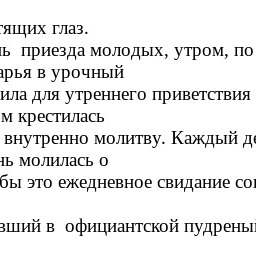 тящих глаз.
нь приезда молодых, утром, по
арья в урочный
ила для утреннего приветствия
м крестилась
внутренно молитву. Каждый де
нь молилась о
бы это ежедневное свидание со
вший в официантской пудрены